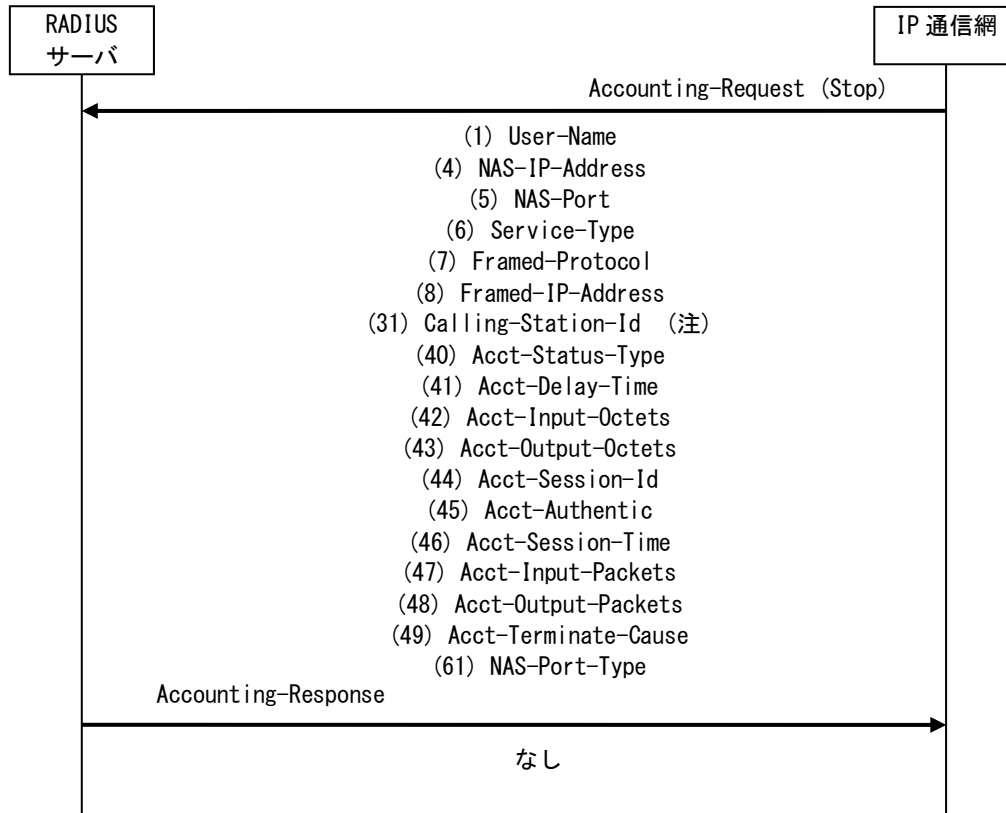 RADIUS
サーバ
IP 通信網
Accounting-Request (Stop)
(1) User-Name
(4) NAS-IP-Address
(5) NAS-Port
(6) Service-Type
(7) Framed-Protocol
(8) Framed-IP-Address
(31) Calling-Station-Id （注）
(40) Acct-Status-Type
(41) Acct-Delay-Time
(42) Acct-Input-Octets
(43) Acct-Output-Octets
(44) Acct-Session-Id
(45) Acct-Authentic
(46) Acct-Session-Time
(47) Acct-Input-Packets
(48) Acct-Output-Packets
(49) Acct-Terminate-Cause
(61) NAS-Port-Type
Accounting-Response
なし